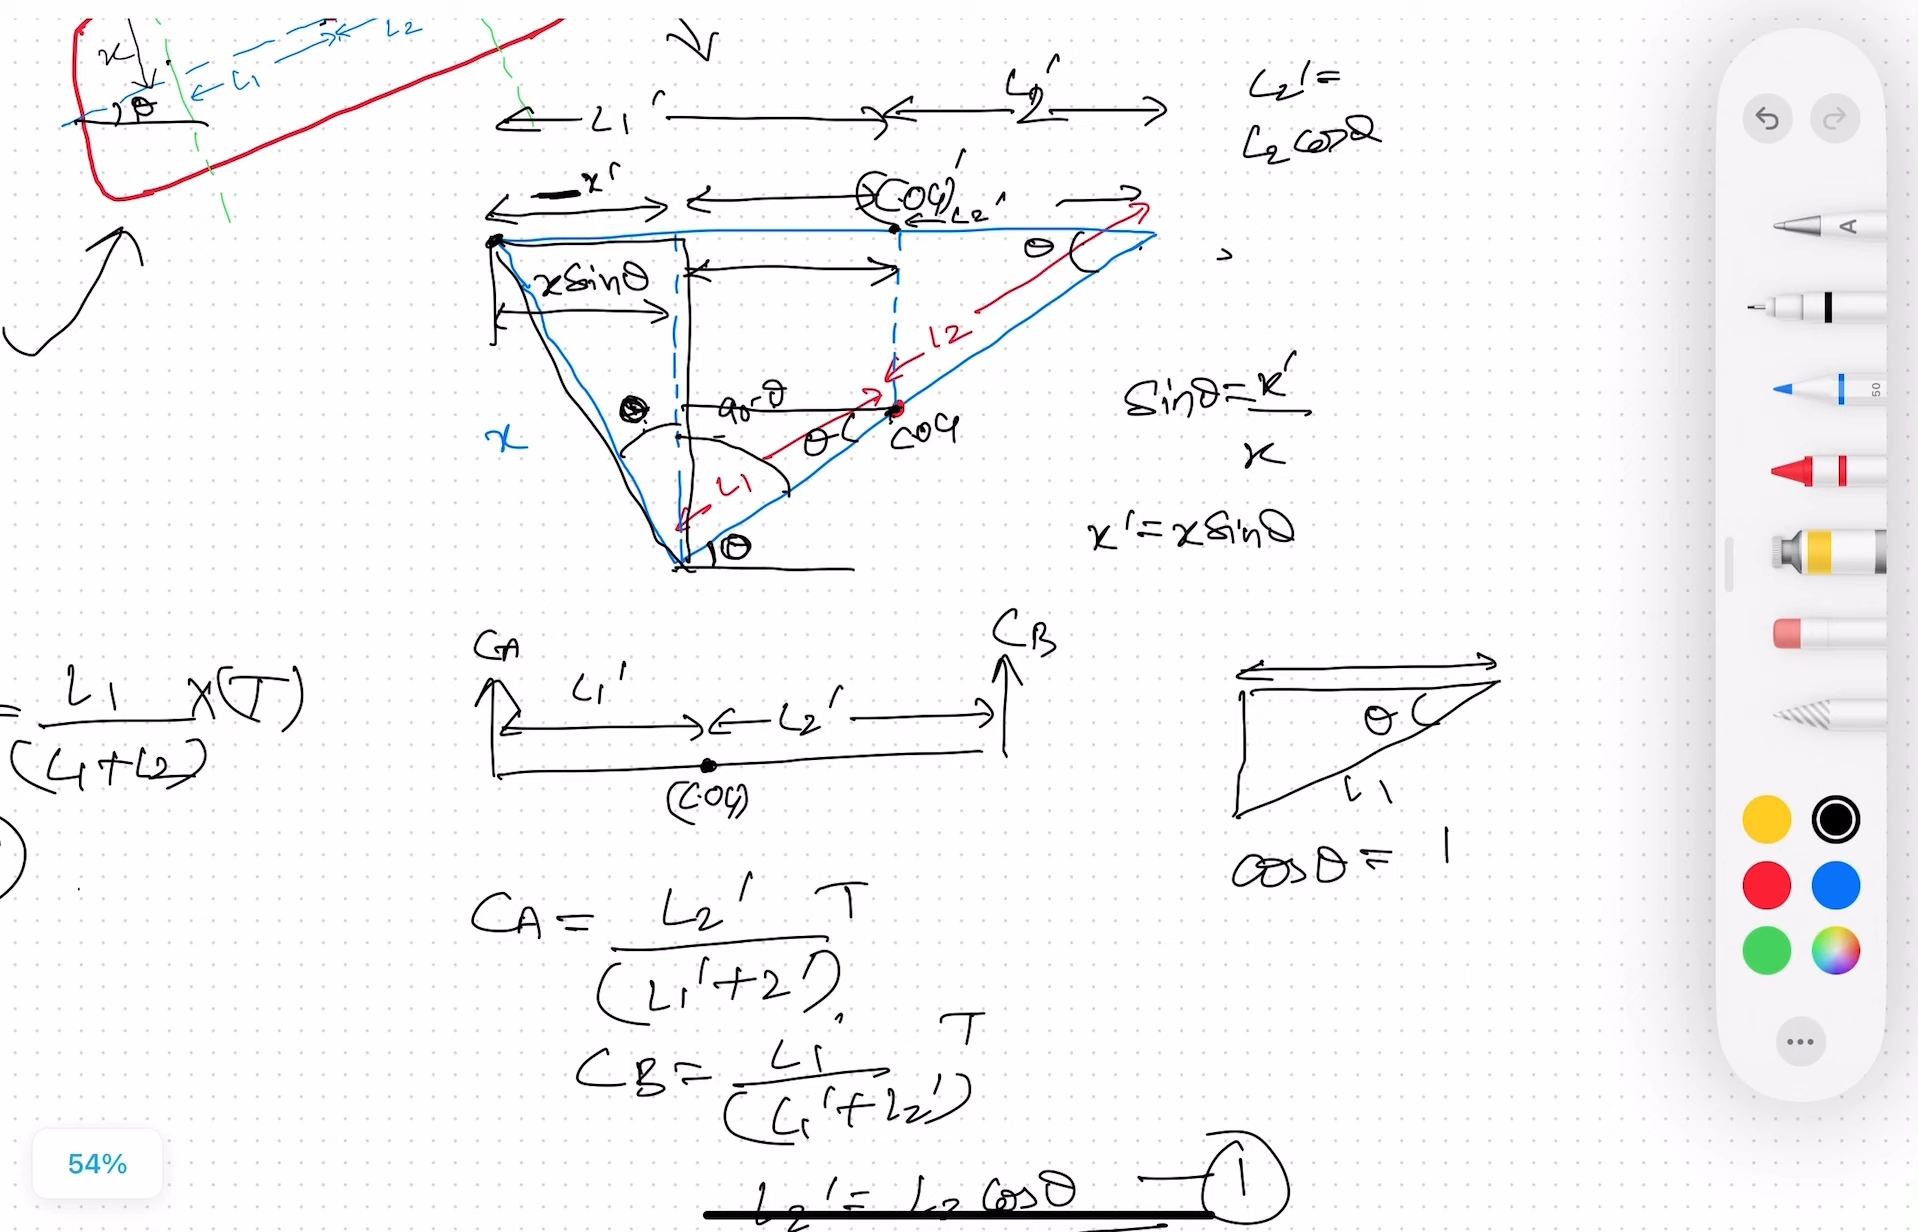 x
θ
L1
L2
L1'
L2'
L2' =
L2 cosθ
x'
(COG)'
L2'
x sinθ
θ
L2
x
θ
90-θ
θ
COG
L1
θ
sinθ = x'
x
x' = x sinθ
= L1 x (T)
(L1+L2)
CA
CB
L1'
L2'
(COG)
θ
L1
cosθ = 1
CA = L2' T
(L1'+2')
CB = L1' T
(L1'+L2')
L2' = L2 cosθ — 1
A
50
54%